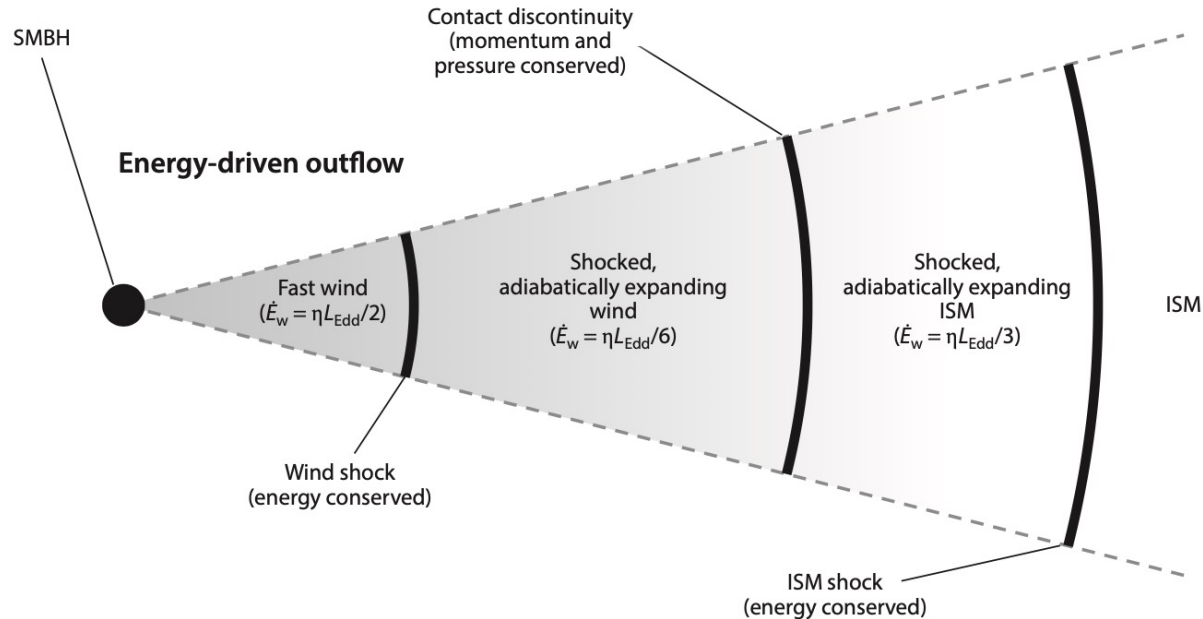 SMBH
Contact discontinuity
(momentum and
pressure conserved)
Energy-driven outflow
Fast wind
(Ė_w = ηL_Edd/2)
Shocked,
adiabatically expanding
wind
(Ė_w = ηL_Edd/6)
Shocked,
adiabatically expanding
ISM
(Ė_w = ηL_Edd/3)
ISM
Wind shock
(energy conserved)
ISM shock
(energy conserved)